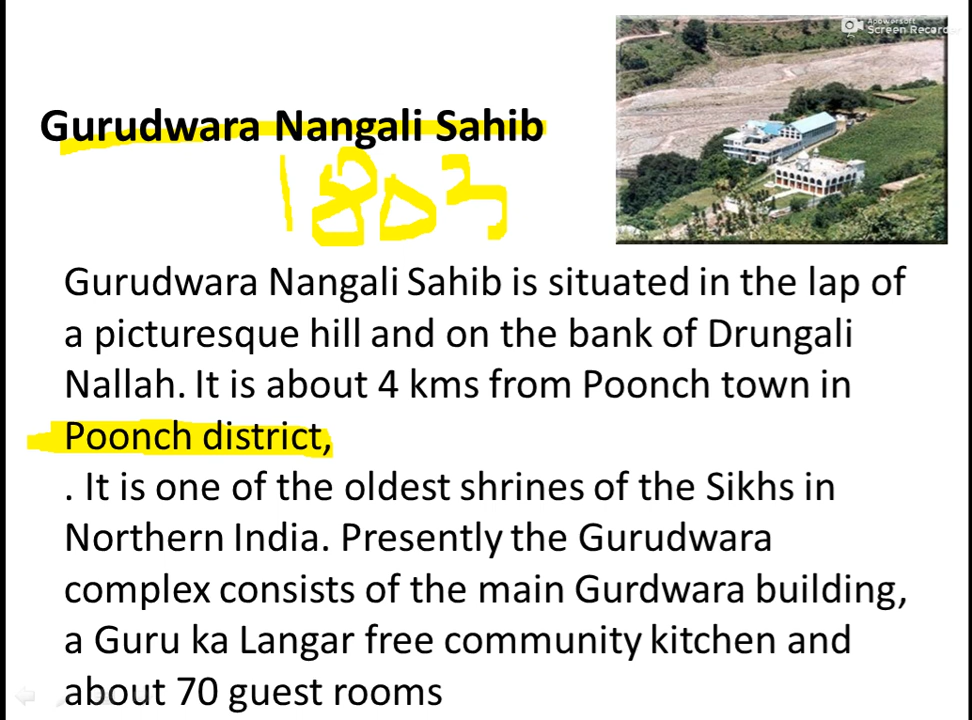 Apowersoft
Screen Recorder
Gurudwara Nangali Sahib
1803
Gurudwara Nangali Sahib is situated in the lap of
a picturesque hill and on the bank of Drungali
Nallah. It is about 4 kms from Poonch town in
Poonch district,
. It is one of the oldest shrines of the Sikhs in
Northern India. Presently the Gurudwara
complex consists of the main Gurdwara building,
a Guru ka Langar free community kitchen and
about 70 guest rooms